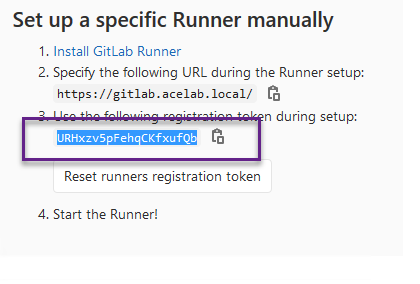 Set up a specific Runner manually
1. Install GitLab Runner
2. Specify the following URL during the Runner setup:
https://gitlab.acelab.local/
3. Use the following registration token during setup:
URHxzv5pFehqCKfxufQb
Reset runners registration token
4. Start the Runner!